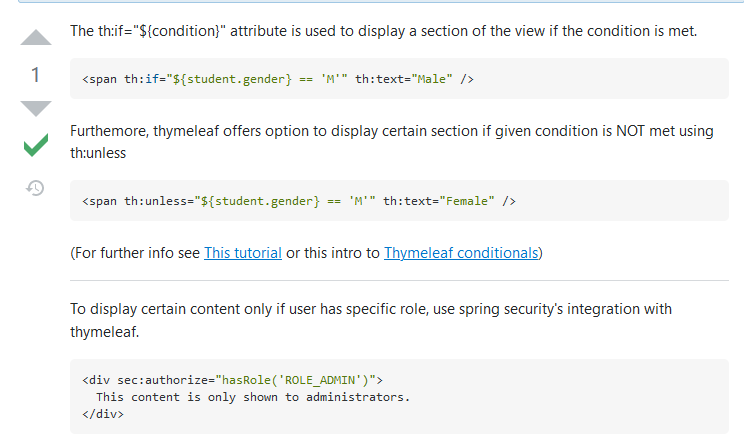 The th:if="${condition}" attribute is used to display a section of the view if the condition is met.
1
<span th:if="${student.gender} == 'M'" th:text="Male" />
Furthemore, thymeleaf offers option to display certain section if given condition is NOT met using
th:unless
<span th:unless="${student.gender} == 'M'" th:text="Female" />
(For further info see This tutorial or this intro to Thymeleaf conditionals)
To display certain content only if user has specific role, use spring security's integration with
thymeleaf.
<div sec:authorize="hasRole('ROLE_ADMIN')">
  This content is only shown to administrators.
</div>